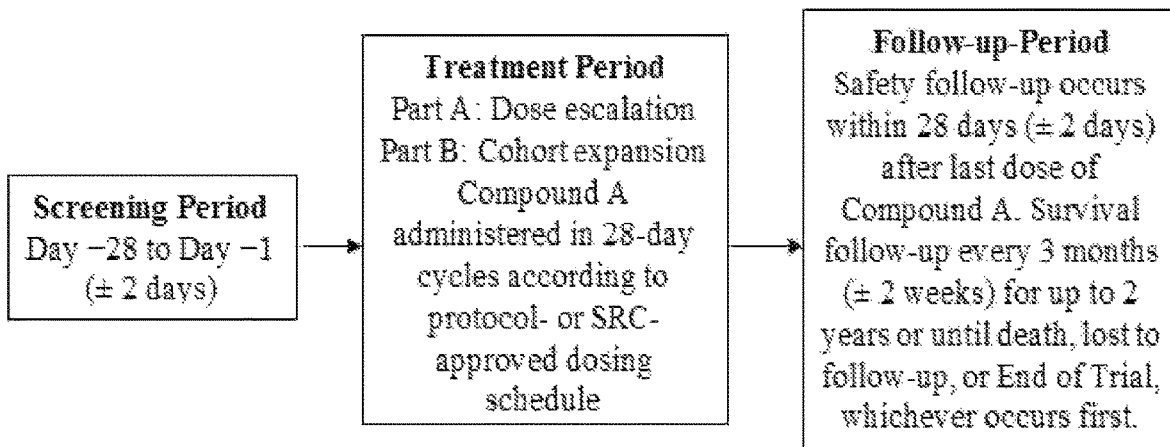 Screening Period
Day −28 to Day −1
(± 2 days)
Treatment Period
Part A: Dose escalation
Part B: Cohort expansion
Compound A
administered in 28-day
cycles according to
protocol- or SRC-
approved dosing
schedule
Follow-up-Period
Safety follow-up occurs
within 28 days (± 2 days)
after last dose of
Compound A. Survival
follow-up every 3 months
(± 2 weeks) for up to 2
years or until death, lost to
follow-up, or End of Trial,
whichever occurs first.